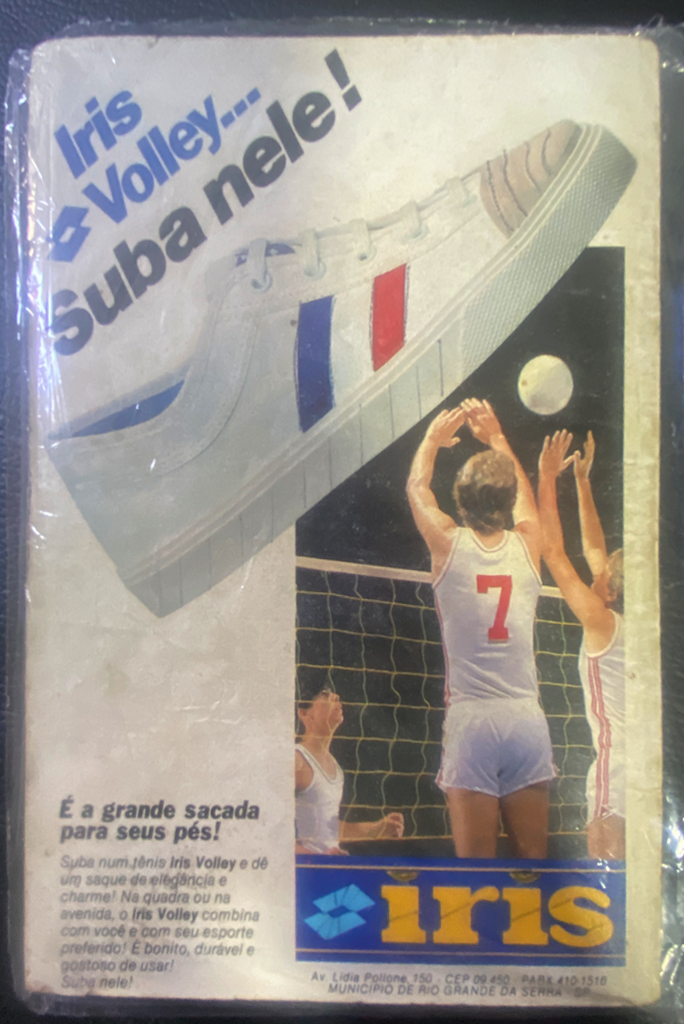 Iris
Volley...
Suba nele!
7
É a grande sacada
para seus pés!
Suba num tênis Iris Volley e dê
um saque de elegância e
charme! Na quadra ou na
avenida, o Iris Volley combina
com você e com seu esporte
preferido! É bonito, durável e
gostoso de usar!
Suba nele!
iris
Av. Lidia Pollone, 150 - CEP 09.450 - PABX 410-1516
MUNICIPIO DE RIO GRANDE DA SERRA - SP